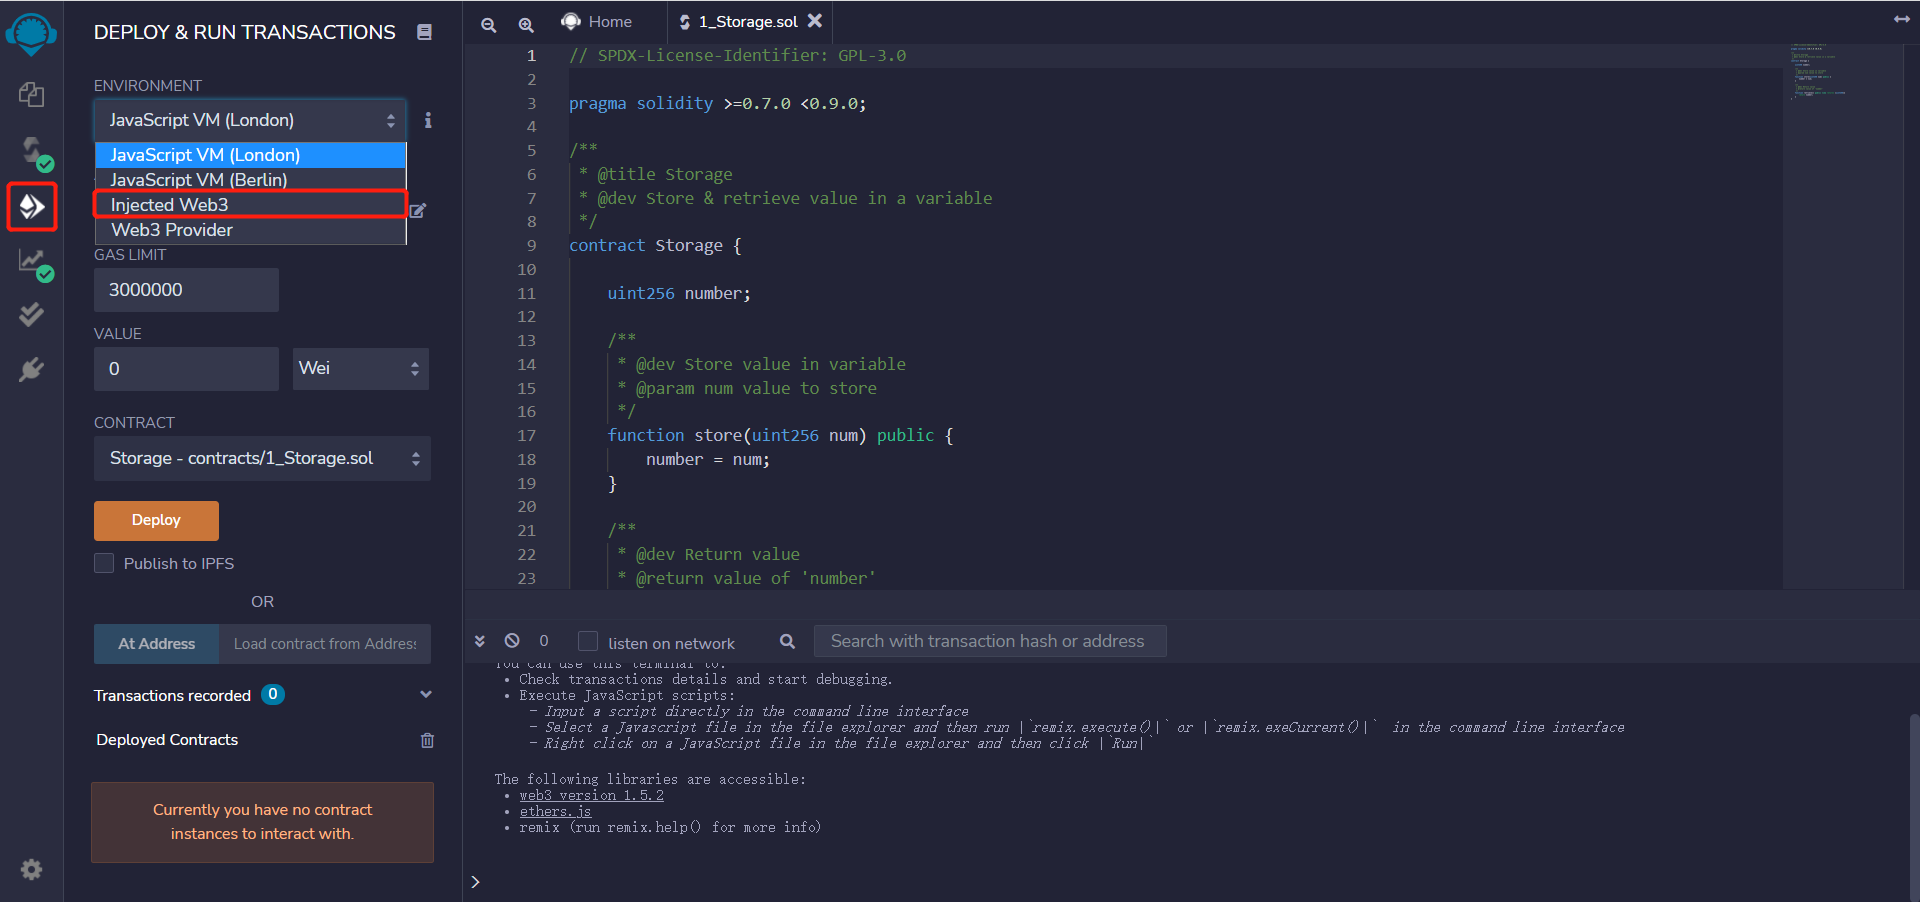 DEPLOY & RUN TRANSACTIONS
ENVIRONMENT
JavaScript VM (London)
JavaScript VM (London)
JavaScript VM (Berlin)
Injected Web3
Web3 Provider
GAS LIMIT
3000000
VALUE
0
Wei
CONTRACT
Storage - contracts/1_Storage.sol
Deploy
Publish to IPFS
OR
At Address
Load contract from Address
Transactions recorded 0
Deployed Contracts
Currently you have no contract
instances to interact with.
Home
1_Storage.sol
1 // SPDX-License-Identifier: GPL-3.0
2
3 pragma solidity >=0.7.0 <0.9.0;
4
5 /**
6  * @title Storage
7  * @dev Store & retrieve value in a variable
8  */
9 contract Storage {
10
11     uint256 number;
12
13     /**
14      * @dev Store value in variable
15      * @param num value to store
16      */
17     function store(uint256 num) public {
18         number = num;
19     }
20
21     /**
22      * @dev Return value
23      * @return value of 'number'
0
listen on network
Search with transaction hash or address
You can use this terminal to:
• Check transactions details and start debugging.
• Execute JavaScript scripts:
- Input a script directly in the command line interface
- Select a Javascript file in the file explorer and then run |`remix.execute()|` or |`remix.exeCurrent()|`  in the command line interface
- Right click on a JavaScript file in the file explorer and then click |`Run|`
The following libraries are accessible:
• web3 version 1.5.2
• ethers.js
• remix (run remix.help() for more info)
>